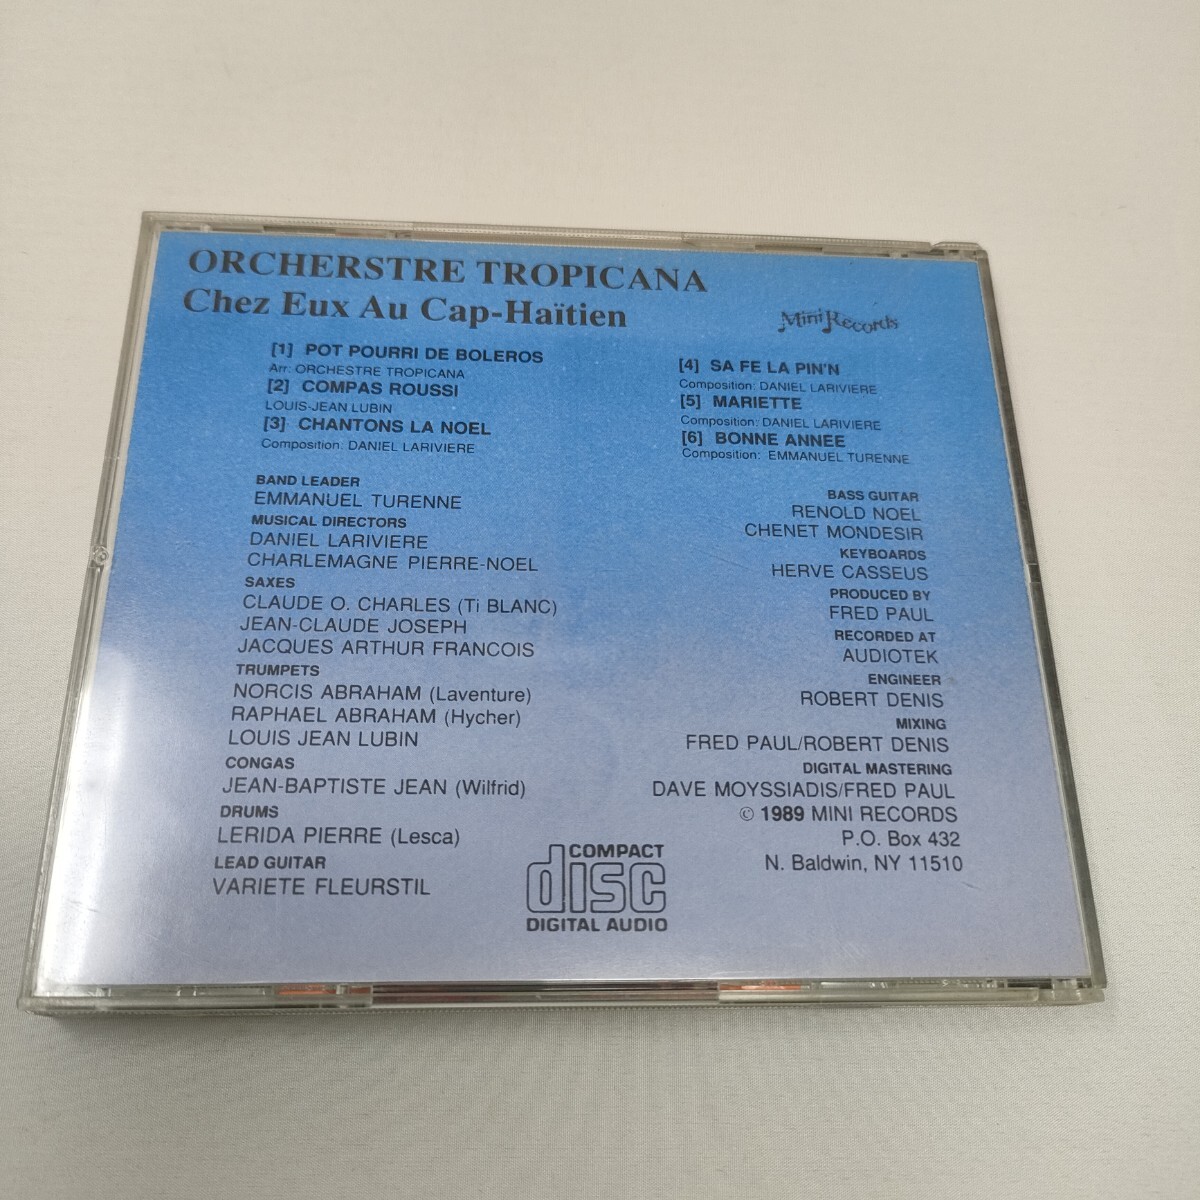 ORCHERSTRE TROPICANA
Chez Eux Au Cap-Haïtien
Mini Records
[1] POT POURRI DE BOLEROS
Arr: ORCHESTRE TROPICANA
[2] COMPAS ROUSSI
LOUIS-JEAN LUBIN
[3] CHANTONS LA NOEL
Composition: DANIEL LARIVIERE
[4] SA FE LA PIN'N
Composition: DANIEL LARIVIERE
[5] MARIETTE
Composition: DANIEL LARIVIERE
[6] BONNE ANNEE
Composition: EMMANUEL TURENNE
BAND LEADER
EMMANUEL TURENNE
MUSICAL DIRECTORS
DANIEL LARIVIERE
CHARLEMAGNE PIERRE-NOEL
SAXES
CLAUDE O. CHARLES (Ti BLANC)
JEAN-CLAUDE JOSEPH
JACQUES ARTHUR FRANCOIS
TRUMPETS
NORCIS ABRAHAM (Laventure)
RAPHAEL ABRAHAM (Hycher)
LOUIS JEAN LUBIN
CONGAS
JEAN-BAPTISTE JEAN (Wilfrid)
DRUMS
LERIDA PIERRE (Lesca)
LEAD GUITAR
VARIETE FLEURSTIL
BASS GUITAR
RENOLD NOEL
CHENET MONDESIR
KEYBOARDS
HERVE CASSEUS
PRODUCED BY
FRED PAUL
RECORDED AT
AUDIOTEK
ENGINEER
ROBERT DENIS
MIXING
FRED PAUL/ROBERT DENIS
DIGITAL MASTERING
DAVE MOYSSIADIS/FRED PAUL
© 1989 MINI RECORDS
P.O. Box 432
N. Baldwin, NY 11510
COMPACT
disc
DIGITAL AUDIO